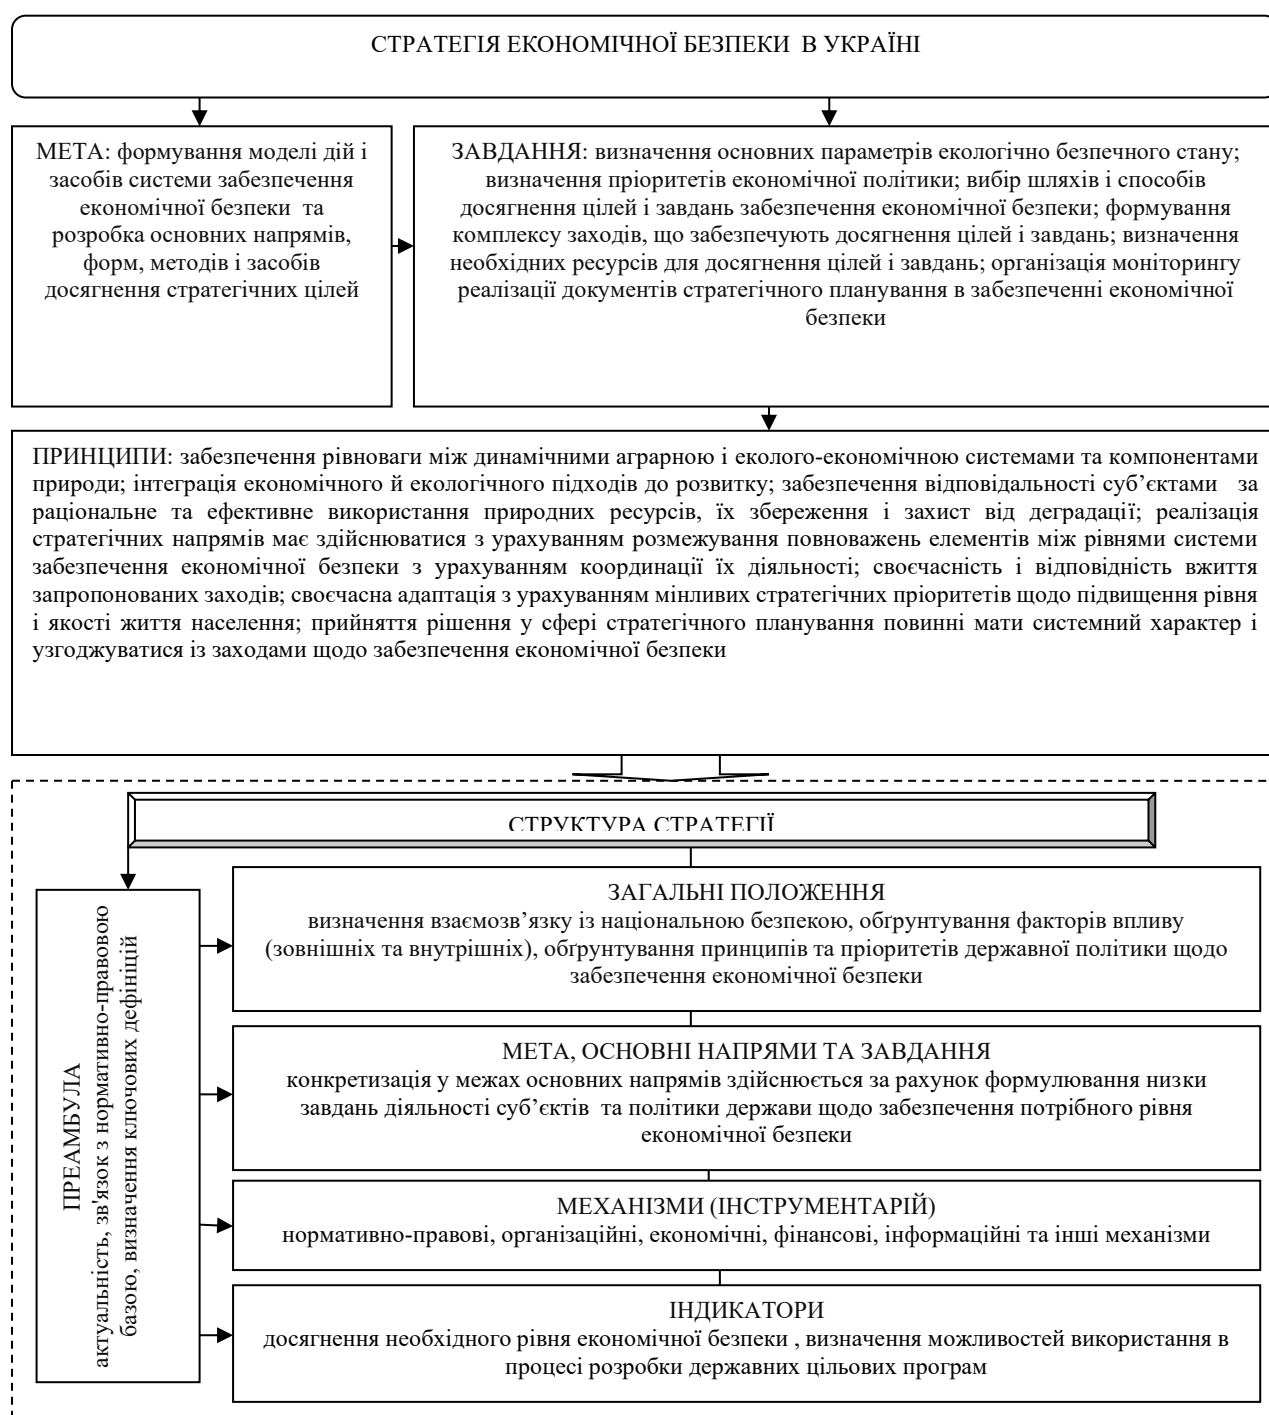 СТРАТЕГІЯ ЕКОНОМІЧНОЇ БЕЗПЕКИ В УКРАЇНІ
МЕТА: формування моделі дій і
засобів системи забезпечення
економічної безпеки та
розробка основних напрямів,
форм, методів і засобів
досягнення стратегічних цілей
ЗАВДАННЯ: визначення основних параметрів екологічно безпечного стану;
визначення пріоритетів економічної політики; вибір шляхів і способів
досягнення цілей і завдань забезпечення економічної безпеки; формування
комплексу заходів, що забезпечують досягнення цілей і завдань; визначення
необхідних ресурсів для досягнення цілей і завдань; організація моніторингу
реалізації документів стратегічного планування в забезпеченні економічної
безпеки
ПРИНЦИПИ: забезпечення рівноваги між динамічними аграрною і еколого-економічною системами та компонентами
природи; інтеграція економічного й екологічного підходів до розвитку; забезпечення відповідальності суб’єктами за
раціональне та ефективне використання природних ресурсів, їх збереження і захист від деградації; реалізація
стратегічних напрямів має здійснюватися з урахуванням розмежування повноважень елементів між рівнями системи
забезпечення економічної безпеки з урахуванням координації їх діяльності; своєчасність і відповідність вжиття
запропонованих заходів; своєчасна адаптація з урахуванням мінливих стратегічних пріоритетів щодо підвищення рівня
і якості життя населення; прийняття рішення у сфері стратегічного планування повинні мати системний характер і
узгоджуватися із заходами щодо забезпечення економічної безпеки
СТРУКТУРА СТРАТЕГІЇ
ПРЕАМБУЛА
актуальність, зв'язок з нормативно-правовою
базою, визначення ключових дефініцій
ЗАГАЛЬНІ ПОЛОЖЕННЯ
визначення взаємозв’язку із національною безпекою, обґрунтування факторів впливу
(зовнішніх та внутрішніх), обґрунтування принципів та пріоритетів державної політики щодо
забезпечення економічної безпеки
МЕТА, ОСНОВНІ НАПРЯМИ ТА ЗАВДАННЯ
конкретизація у межах основних напрямів здійснюється за рахунок формулювання низки
завдань діяльності суб’єктів та політики держави щодо забезпечення потрібного рівня
економічної безпеки
МЕХАНІЗМИ (ІНСТРУМЕНТАРІЙ)
нормативно-правові, організаційні, економічні, фінансові, інформаційні та інші механізми
ІНДИКАТОРИ
досягнення необхідного рівня економічної безпеки , визначення можливостей використання в
процесі розробки державних цільових програм